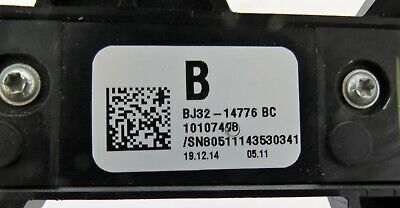 B
BJ32-14776 BC
10107498
/SN80511143530341
19.12.14 05.11